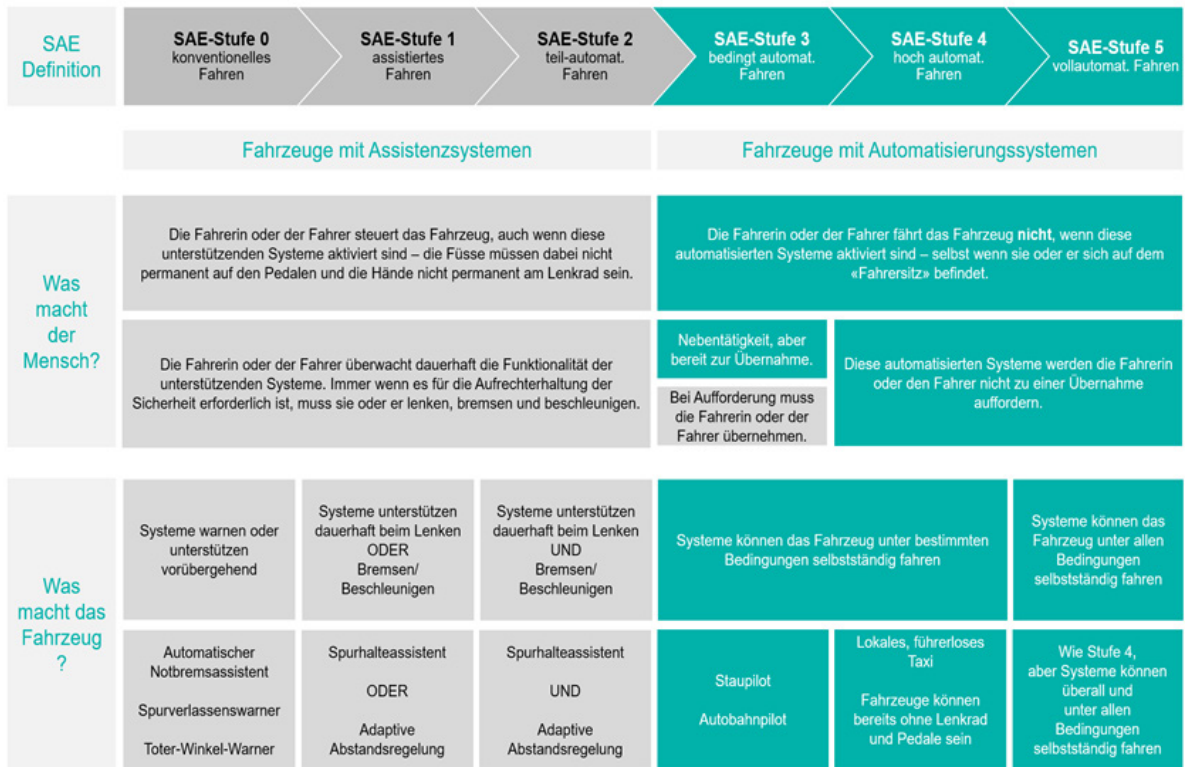 SAE
Definition
SAE-Stufe 0
konventionelles
Fahren
SAE-Stufe 1
assistiertes
Fahren
SAE-Stufe 2
teil-automat.
Fahren
SAE-Stufe 3
bedingt automat.
Fahren
SAE-Stufe 4
hoch automat.
Fahren
SAE-Stufe 5
vollautomat. Fahren
Fahrzeuge mit Assistenzsystemen
Fahrzeuge mit Automatisierungssystemen
Was
macht
der
Mensch?
Die Fahrerin oder der Fahrer steuert das Fahrzeug, auch wenn diese
unterstützenden Systeme aktiviert sind – die Füsse müssen dabei nicht
permanent auf den Pedalen und die Hände nicht permanent am Lenkrad sein.
Die Fahrerin oder der Fahrer fährt das Fahrzeug nicht, wenn diese
automatisierten Systeme aktiviert sind – selbst wenn sie oder er sich auf dem
«Fahrersitz» befindet.
Die Fahrerin oder der Fahrer überwacht dauerhaft die Funktionalität der
unterstützenden Systeme. Immer wenn es für die Aufrechterhaltung der
Sicherheit erforderlich ist, muss sie oder er lenken, bremsen und beschleunigen.
Nebentätigkeit, aber
bereit zur Übernahme.
Bei Aufforderung muss
die Fahrerin oder der
Fahrer übernehmen.
Diese automatisierten Systeme werden die Fahrerin
oder den Fahrer nicht zu einer Übernahme
auffordern.
Was
macht das
Fahrzeug
?
Systeme warnen oder
unterstützen
vorübergehend
Systeme unterstützen
dauerhaft beim Lenken
ODER
Bremsen/
Beschleunigen
Systeme unterstützen
dauerhaft beim Lenken
UND
Bremsen/
Beschleunigen
Systeme können das Fahrzeug unter bestimmten
Bedingungen selbstständig fahren
Systeme können das
Fahrzeug unter allen
Bedingungen
selbstständig fahren
Automatischer
Notbremsassistent
Spurverlassenswarner
Toter-Winkel-Warner
Spurhalteassistent
ODER
Adaptive
Abstandsregelung
Spurhalteassistent
UND
Adaptive
Abstandsregelung
Staupilot
Autobahnpilot
Lokales, führerloses
Taxi
Fahrzeuge können
bereits ohne Lenkrad
und Pedale sein
Wie Stufe 4,
aber Systeme können
überall und
unter allen
Bedingungen
selbstständig fahren